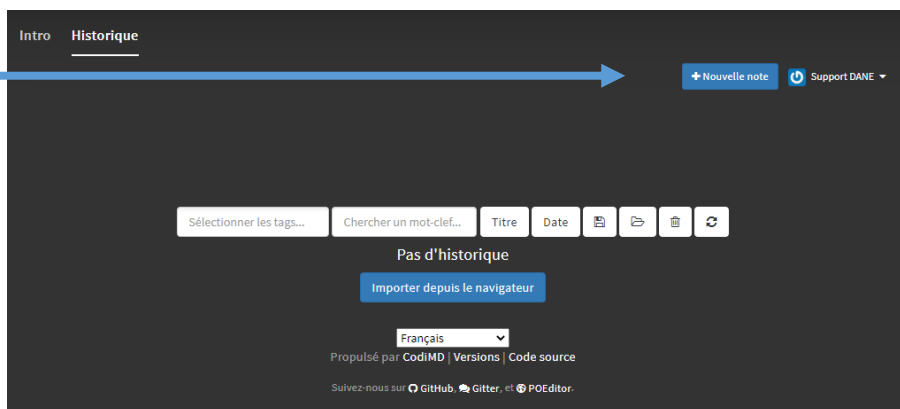 Intro Historique
+ Nouvelle note Support DANE
Sélectionner les tags... Chercher un mot-clef... Titre Date
Pas d'historique
Importer depuis le navigateur
Français
Propulsé par CodiMD | Versions | Code source
Suivez-nous sur GitHub, Gitter, et POEditor.